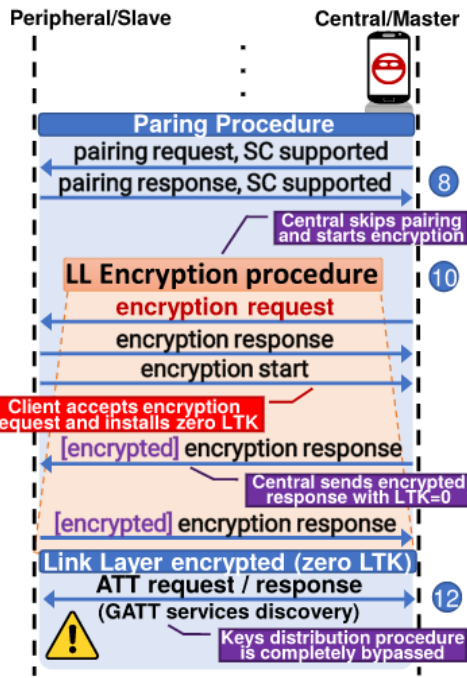 Peripheral/Slave
Central/Master
Paring Procedure
pairing request, SC supported
pairing response, SC supported
8
Central skips pairing
and starts encryption
LL Encryption procedure
10
encryption request
encryption response
encryption start
Client accepts encryption
request and installs zero LTK
[encrypted] encryption response
Central sends encrypted
response with LTK=0
[encrypted] encryption response
Link Layer encrypted (zero LTK)
ATT request / response
12
(GATT services discovery)
Keys distribution procedure
is completely bypassed